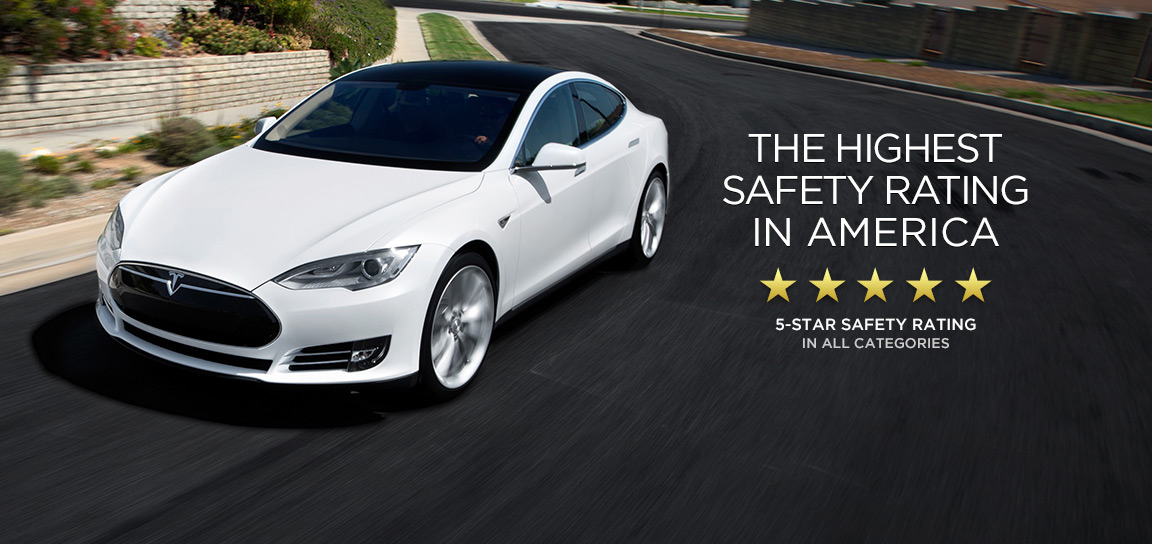 THE HIGHEST
SAFETY RATING
IN AMERICA
5-STAR SAFETY RATING
IN ALL CATEGORIES